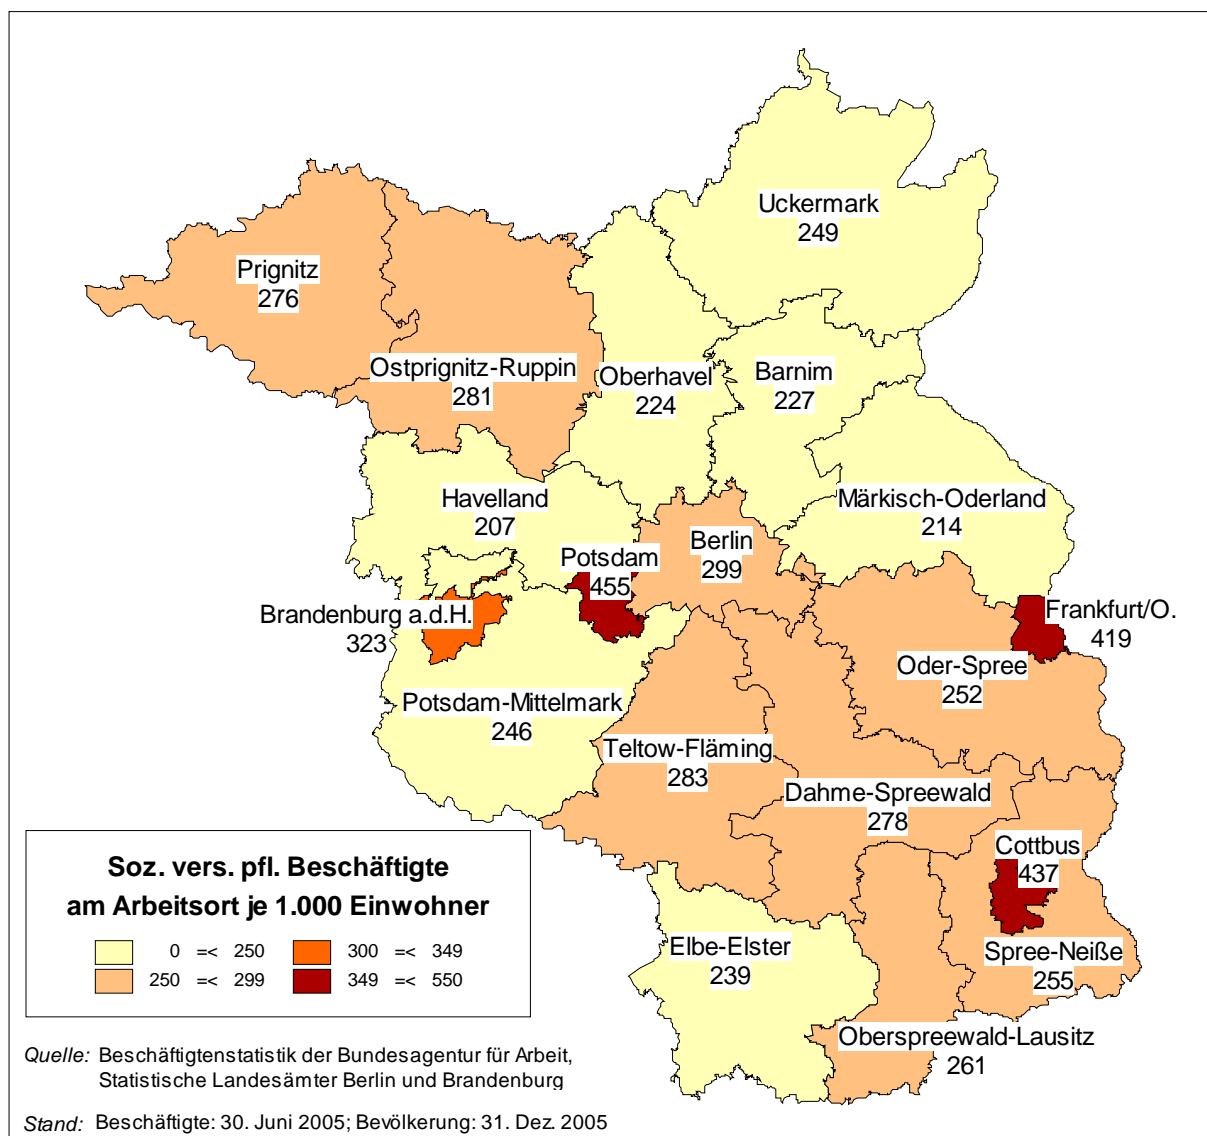 Uckermark
249
Prignitz
276
Ostprignitz-Ruppin
281
Oberhavel
224
Barnim
227
Havelland
207
Märkisch-Oderland
214
Berlin
299
Potsdam
455
Brandenburg a.d.H.
323
Frankfurt/O.
419
Oder-Spree
252
Potsdam-Mittelmark
246
Teltow-Fläming
283
Dahme-Spreewald
278
Cottbus
437
Elbe-Elster
239
Spree-Neiße
255
Oberspreewald-Lausitz
261
Soz. vers. pfl. Beschäftigte
am Arbeitsort je 1.000 Einwohner
0 =< 250 300 =< 349
250 =< 299 349 =< 550
Quelle: Beschäftigtenstatistik der Bundesagentur für Arbeit,
Statistische Landesämter Berlin und Brandenburg
Stand: Beschäftigte: 30. Juni 2005; Bevölkerung: 31. Dez. 2005